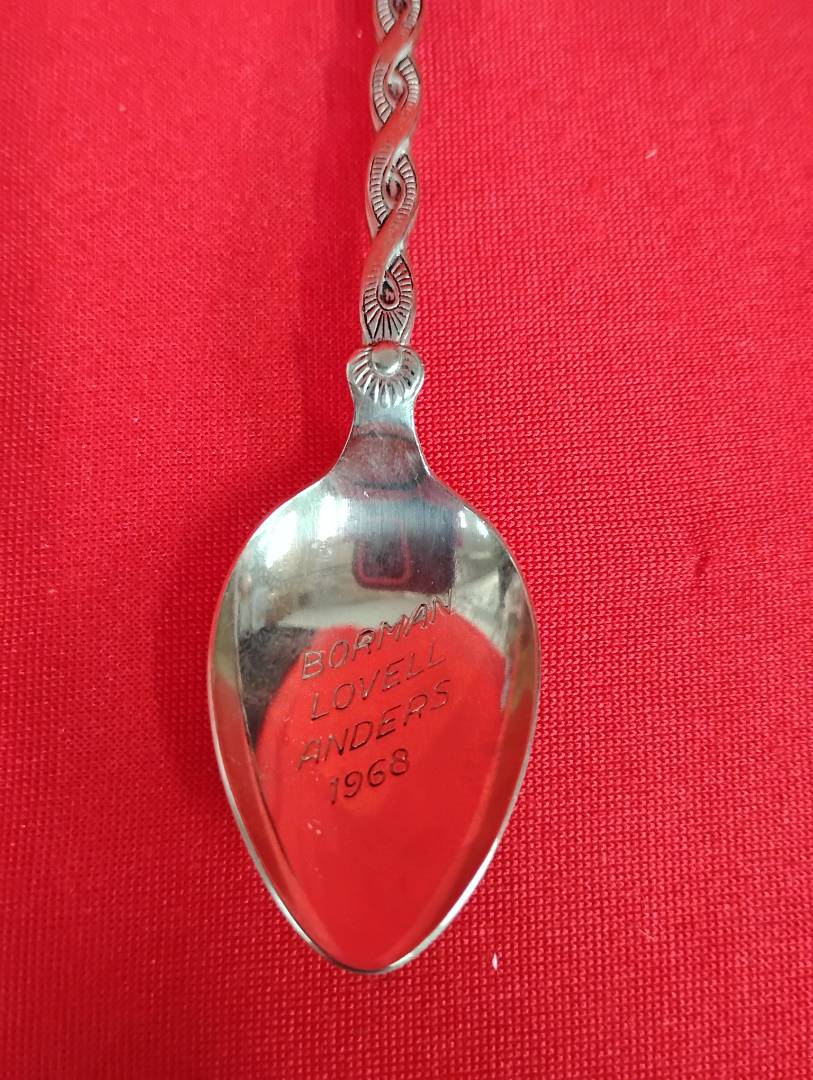 BORMAN
LOVELL
ANDERS
1968